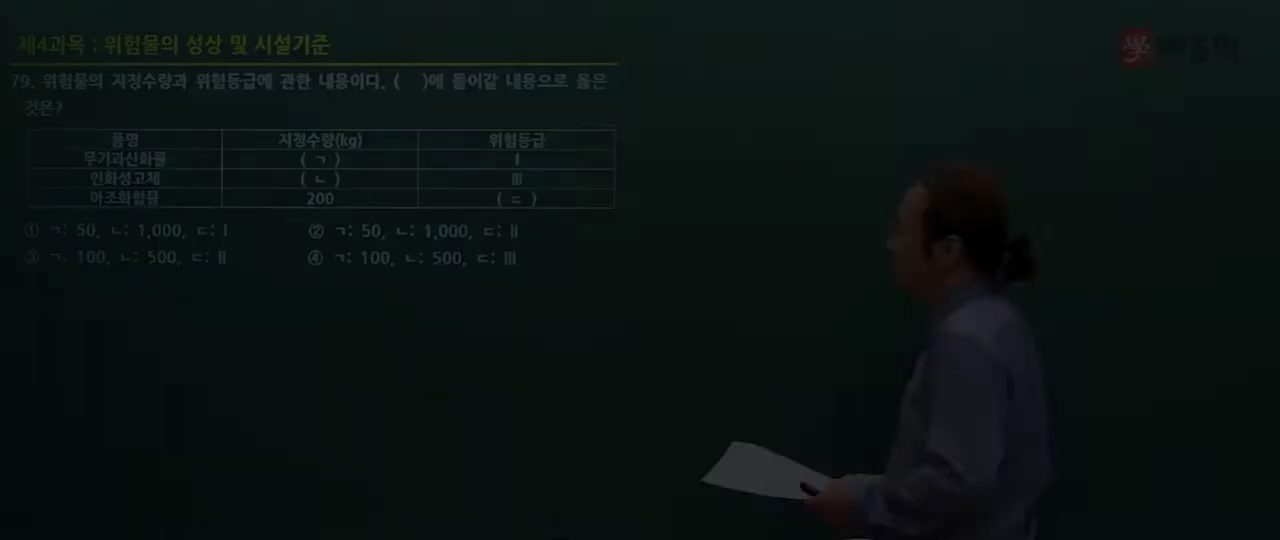 제4과목 : 위험물의 성상 및 시설기준
學
79. 위험물의 지정수량과 위험등급에 관한 내용이다. ( )에 들어갈 내용으로 옳은
것은?
품명 지정수량(kg) 위험등급
무기과산화물 ( ㄱ ) Ⅰ
인화성고체 ( ㄴ ) Ⅲ
아조화합물 200 ( ㄷ )
① ㄱ: 50, ㄴ: 1,000, ㄷ: Ⅰ ② ㄱ: 50, ㄴ: 1,000, ㄷ: Ⅱ
③ ㄱ: 100, ㄴ: 500, ㄷ: Ⅱ ④ ㄱ: 100, ㄴ: 500, ㄷ: Ⅲ